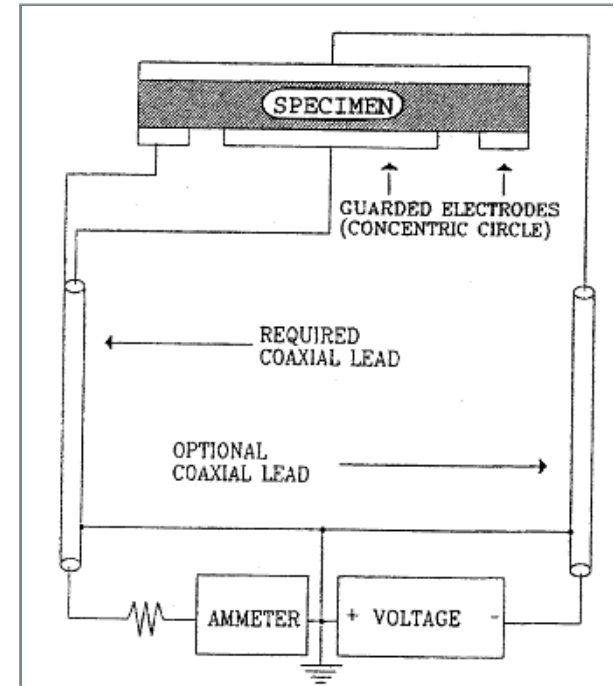 SPECIMEN
GUARDED ELECTRODES
(CONCENTRIC CIRCLE)
REQUIRED
COAXIAL LEAD
OPTIONAL
COAXIAL LEAD
AMMETER
+ VOLTAGE -